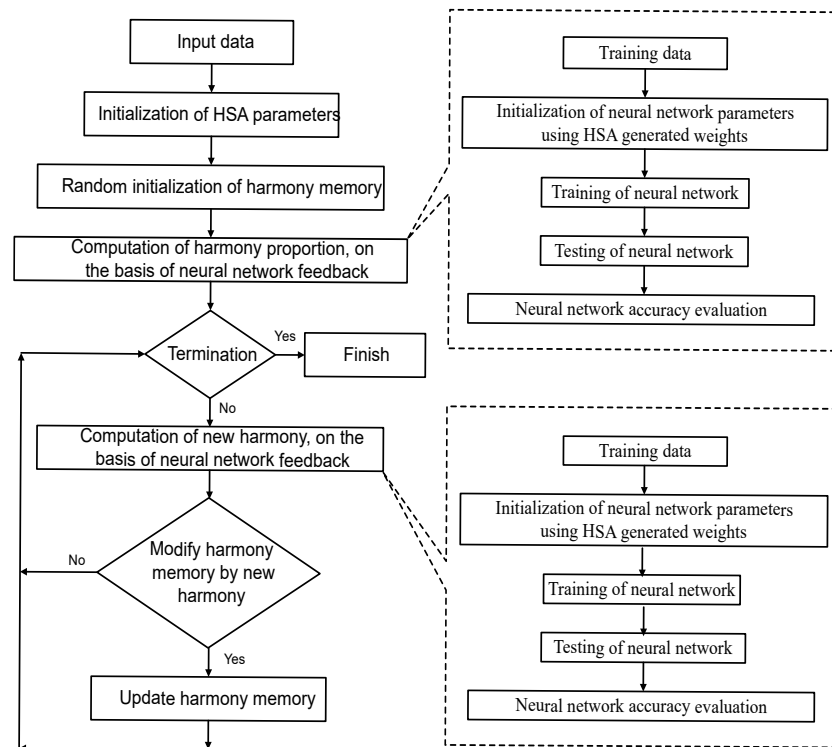 Input data
Initialization of HSA parameters
Random initialization of harmony memory
Computation of harmony proportion, on
the basis of neural network feedback
Termination
Yes
Finish
No
Computation of new harmony, on the
basis of neural network feedback
Modify harmony
memory by new
harmony
No
Yes
Update harmony memory
Training data
Initialization of neural network parameters
using HSA generated weights
Training of neural network
Testing of neural network
Neural network accuracy evaluation
Training data
Initialization of neural network parameters
using HSA generated weights
Training of neural network
Testing of neural network
Neural network accuracy evaluation